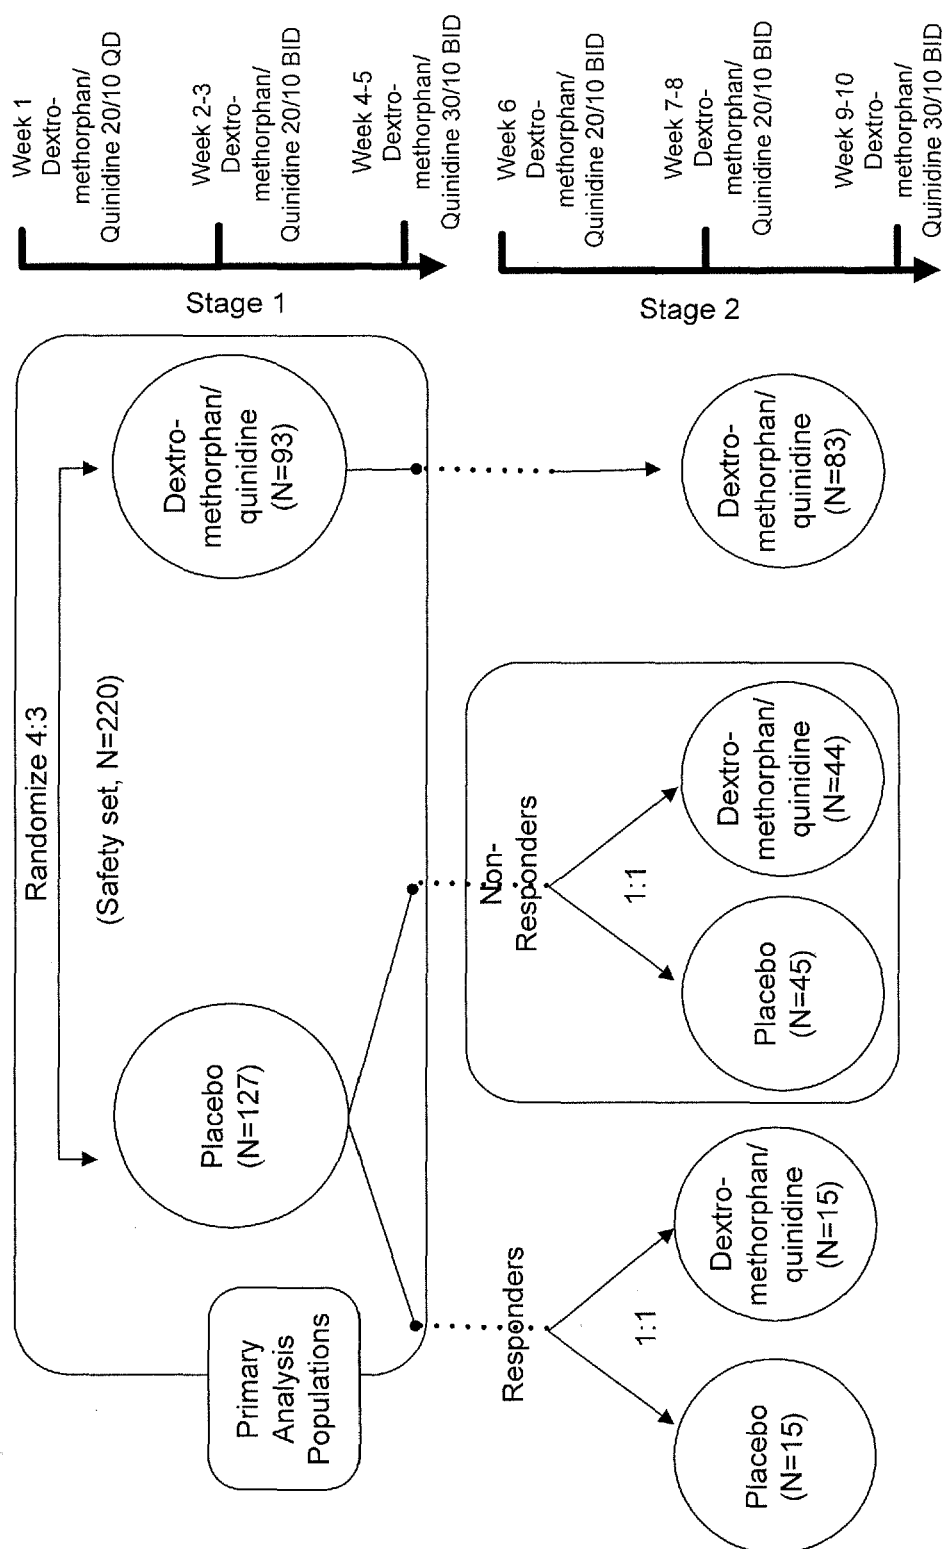 Randomize 4:3
(Safety set, N=220)
Placebo
(N=127)
Dextro-
methorphan/
quinidine
(N=93)
Primary
Analysis
Populations
Responders
1:1
Placebo
(N=15)
Dextro-
methorphan/
quinidine
(N=15)
Non-
Responders
1:1
Placebo
(N=45)
Dextro-
methorphan/
quinidine
(N=44)
Dextro-
methorphan/
quinidine
(N=83)
Stage 1
Week 1
Dextro-
methorphan/
Quinidine 20/10 QD
Week 2-3
Dextro-
methorphan/
Quinidine 20/10 BID
Week 4-5
Dextro-
methorphan/
Quinidine 30/10 BID
Stage 2
Week 6
Dextro-
methorphan/
Quinidine 20/10 BID
Week 7-8
Dextro-
methorphan/
Quinidine 20/10 BID
Week 9-10
Dextro-
methorphan/
Quinidine 30/10 BID